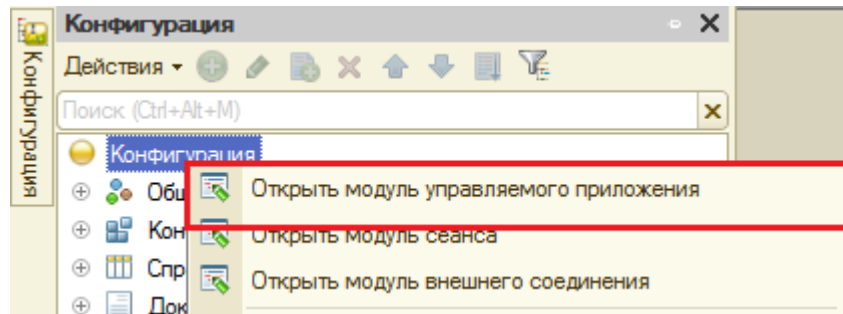 Конфигурация
Конфигурация
Действия
Поиск (Ctrl+Alt+M)
Конфигурация
Открыть модуль управляемого приложения
Открыть модуль сеанса
Открыть модуль внешнего соединения